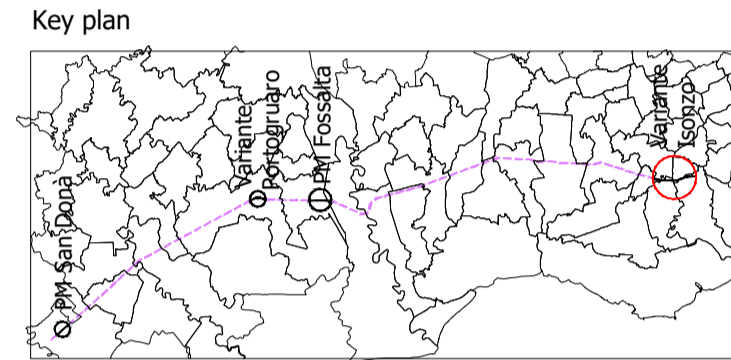 Key plan
PM San Donà
Variante
Portogruaro
PM Fossalta
Variante
Isonzo